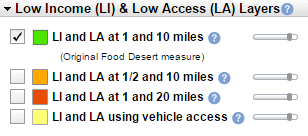 Low Income (LI) & Low Access (LA) Layers ?
LI and LA at 1 and 10 miles ?
(Original Food Desert measure)
LI and LA at 1/2 and 10 miles ?
LI and LA at 1 and 20 miles ?
LI and LA using vehicle access ?